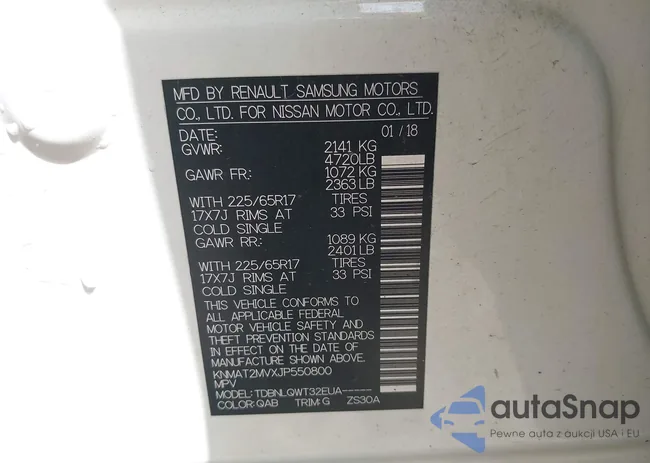 MFD BY RENAULT SAMSUNG MOTORS
CO., LTD. FOR NISSAN MOTOR CO., LTD.
DATE: 01 / 18
GVWR: 2141 KG
4720LB
GAWR FR: 1072 KG
2363 LB
WITH 225/65R17 TIRES
17X7J RIMS AT 33 PSI
COLD SINGLE
GAWR RR: 1089 KG
2401 LB
WITH 225/65R17 TIRES
17X7J RIMS AT 33 PSI
COLD SINGLE
THIS VEHICLE CONFORMS TO
ALL APPLICABLE FEDERAL
MOTOR VEHICLE SAFETY AND
THEFT PREVENTION STANDARDS
IN EFFECT ON THE DATE OF
MANUFACTURE SHOWN ABOVE.
KNMAT2MVXJP550800
MPV
MODEL: TDBNLQWT32EUA-----
COLOR: QAB TRIM: G ZS30A
autoSnap
Pewne auta z aukcji USA i EU